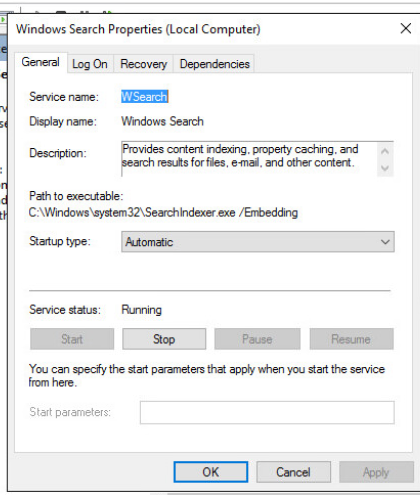 Windows Search Properties (Local Computer)
General Log On Recovery Dependencies
Service name: WSearch
Display name: Windows Search
Description: Provides content indexing, property caching, and
search results for files, e-mail, and other content.
Path to executable:
C:\Windows\system32\SearchIndexer.exe /Embedding
Startup type: Automatic
Service status: Running
Start Stop Pause Resume
You can specify the start parameters that apply when you start the service
from here.
Start parameters:
OK Cancel Apply